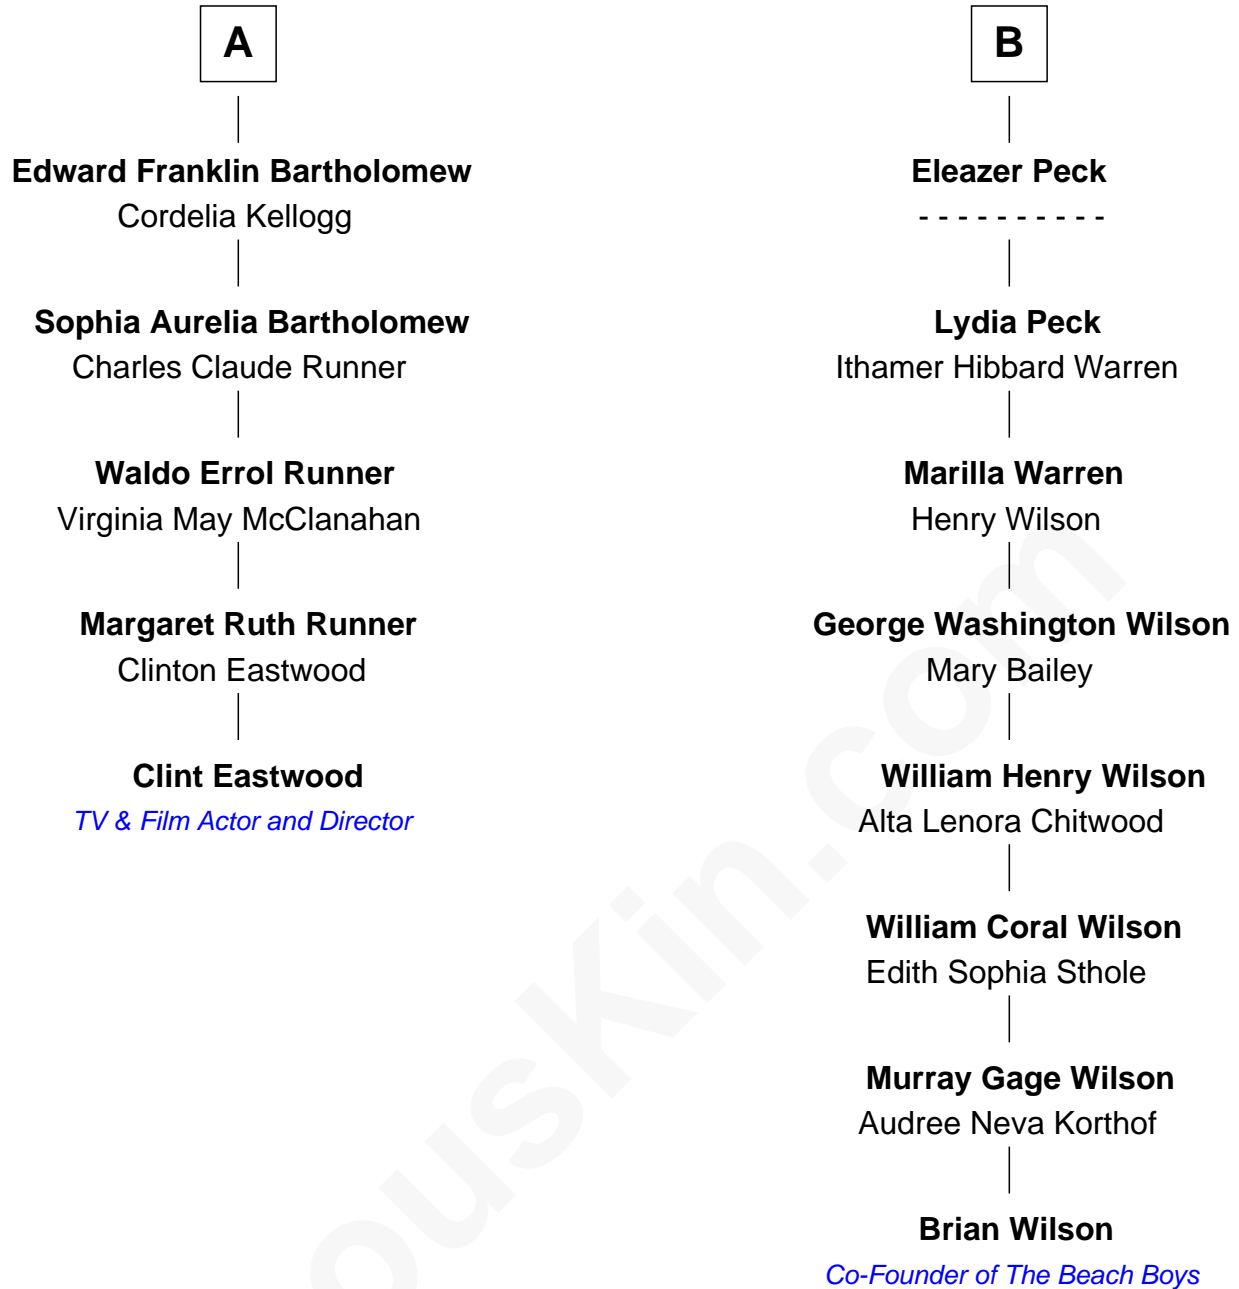 A
Edward Franklin Bartholomew
Cordelia Kellogg
Sophia Aurelia Bartholomew
Charles Claude Runner
Waldo Errol Runner
Virginia May McClanahan
Margaret Ruth Runner
Clinton Eastwood
Clint Eastwood
TV & Film Actor and Director
B
Eleazer Peck
- - - - - - - - - -
Lydia Peck
Ithamer Hibbard Warren
Marilla Warren
Henry Wilson
George Washington Wilson
Mary Bailey
William Henry Wilson
Alta Lenora Chitwood
William Coral Wilson
Edith Sophia Sthole
Murray Gage Wilson
Audree Neva Korthof
Brian Wilson
Co-Founder of The Beach Boys
ousKin.com